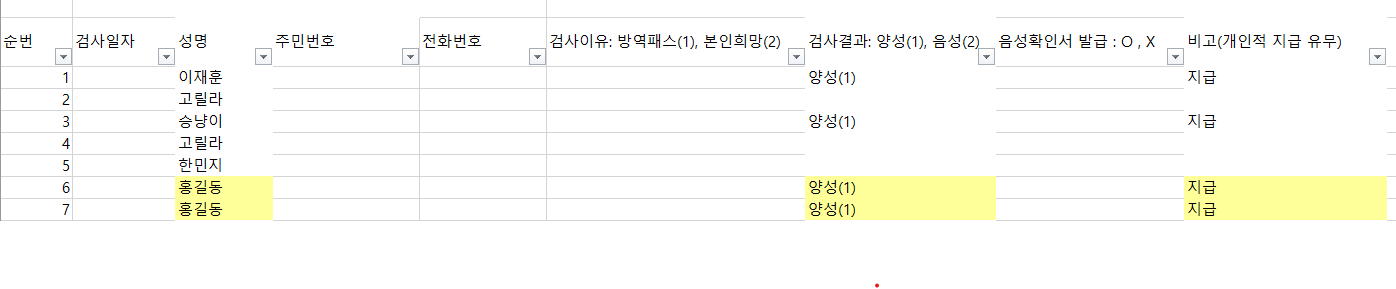 순번 검사일자 성명 주민번호 전화번호 검사이유: 방역패스(1), 본인희망(2) 검사결과: 양성(1), 음성(2) 음성확인서 발급 : O , X 비고(개인적 지급 유무)
1 이재훈 양성(1) 지급
2 고릴라
3 승냥이 양성(1) 지급
4 고릴라
5 한민지
6 홍길동 양성(1) 지급
7 홍길동 양성(1) 지급